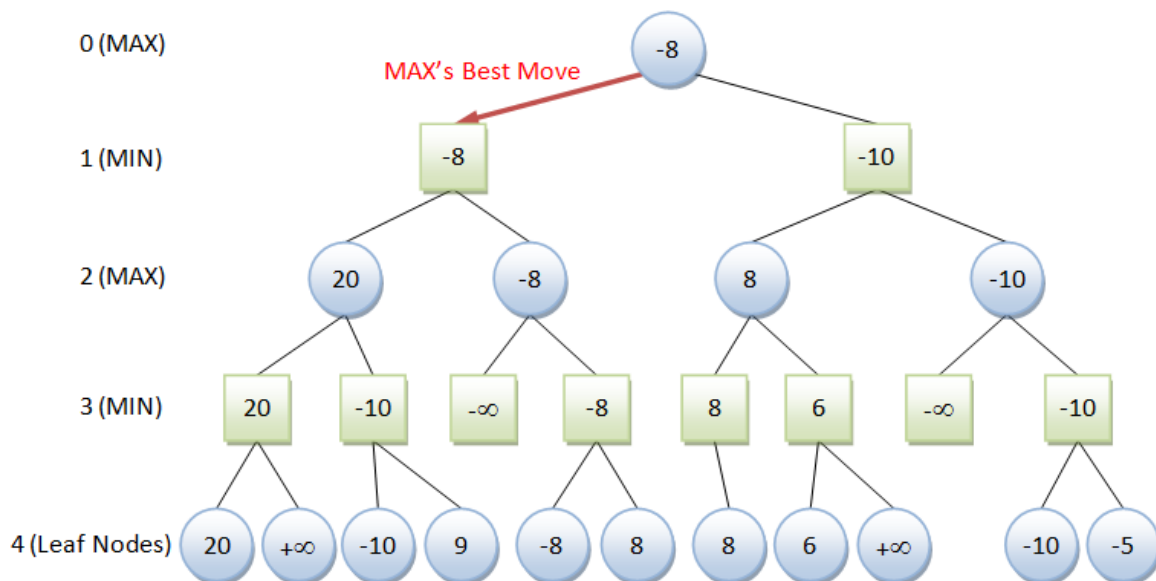 0 (MAX) -8
MAX's Best Move
1 (MIN) -8 -10
2 (MAX) 20 -8 8 -10
3 (MIN) 20 -10 -∞ -8 8 6 -∞ -10
4 (Leaf Nodes) 20 +∞ -10 9 -8 8 8 6 +∞ -10 -5